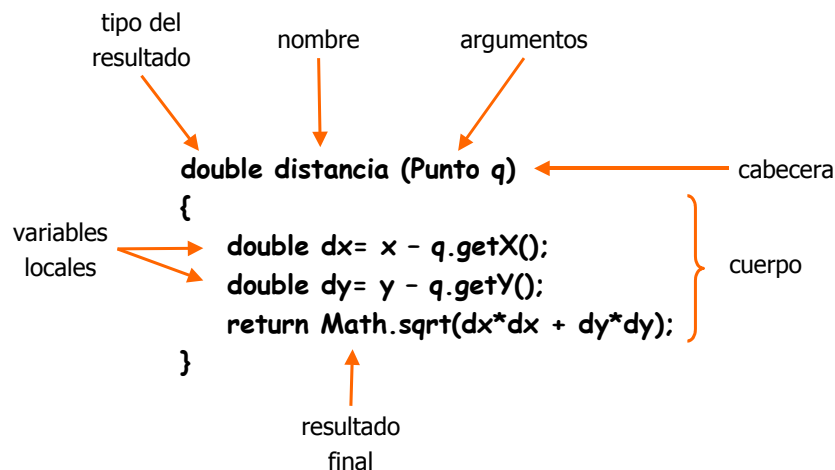 tipo del
resultado
nombre
argumentos
double distancia (Punto q)
cabecera
{
variables
locales
double dx= x – q.getX();
double dy= y – q.getY();
cuerpo
return Math.sqrt(dx*dx + dy*dy);
}
resultado
final